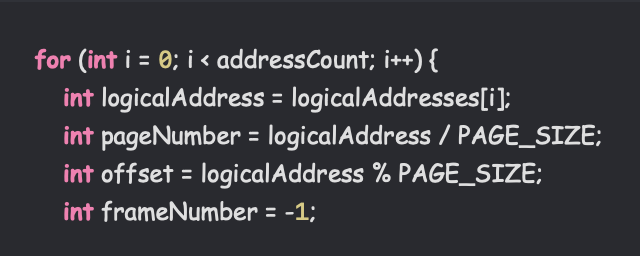 for (int i = 0; i < addressCount; i++) {
int logicalAddress = logicalAddresses[i];
int pageNumber = logicalAddress / PAGE_SIZE;
int offset = logicalAddress % PAGE_SIZE;
int frameNumber = -1;